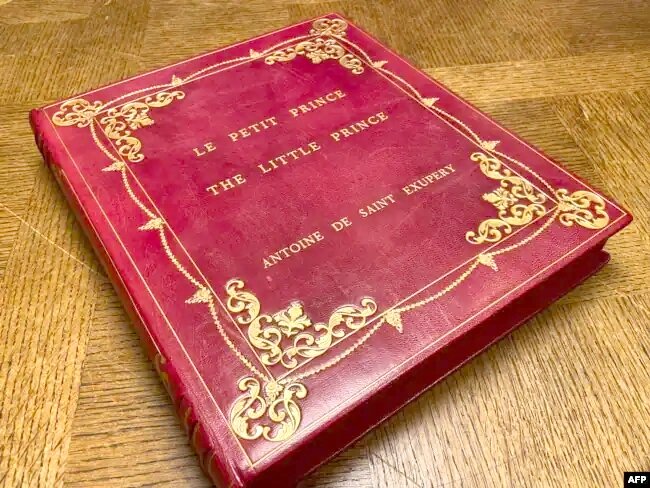 LE PETIT PRINCE
THE LITTLE PRINCE
ANTOINE DE SAINT EXUPERY
AFP